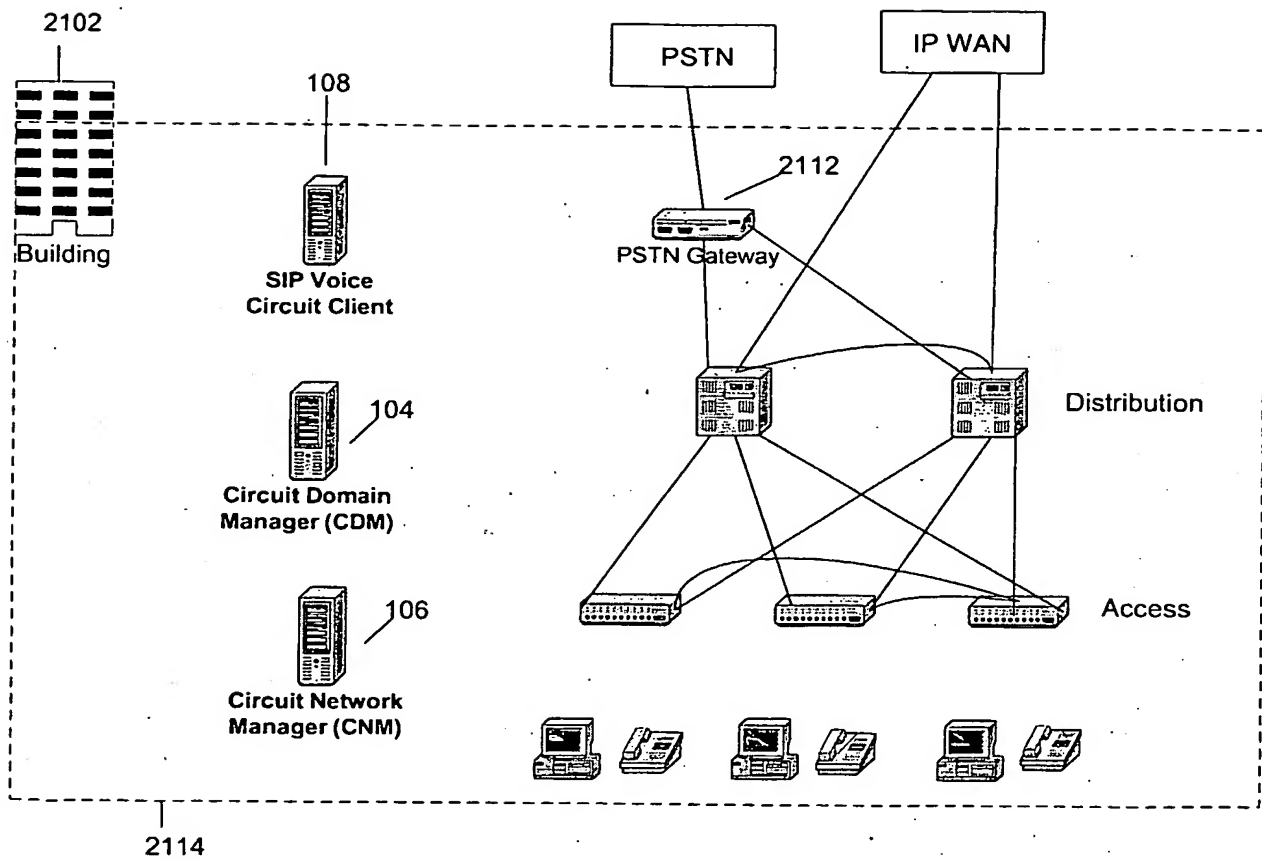 2102
PSTN
IP WAN
108
2112
Building
PSTN Gateway
SIP Voice
Circuit Client
104
Distribution
Circuit Domain
Manager (CDM)
106
Access
Circuit Network
Manager (CNM)
2114